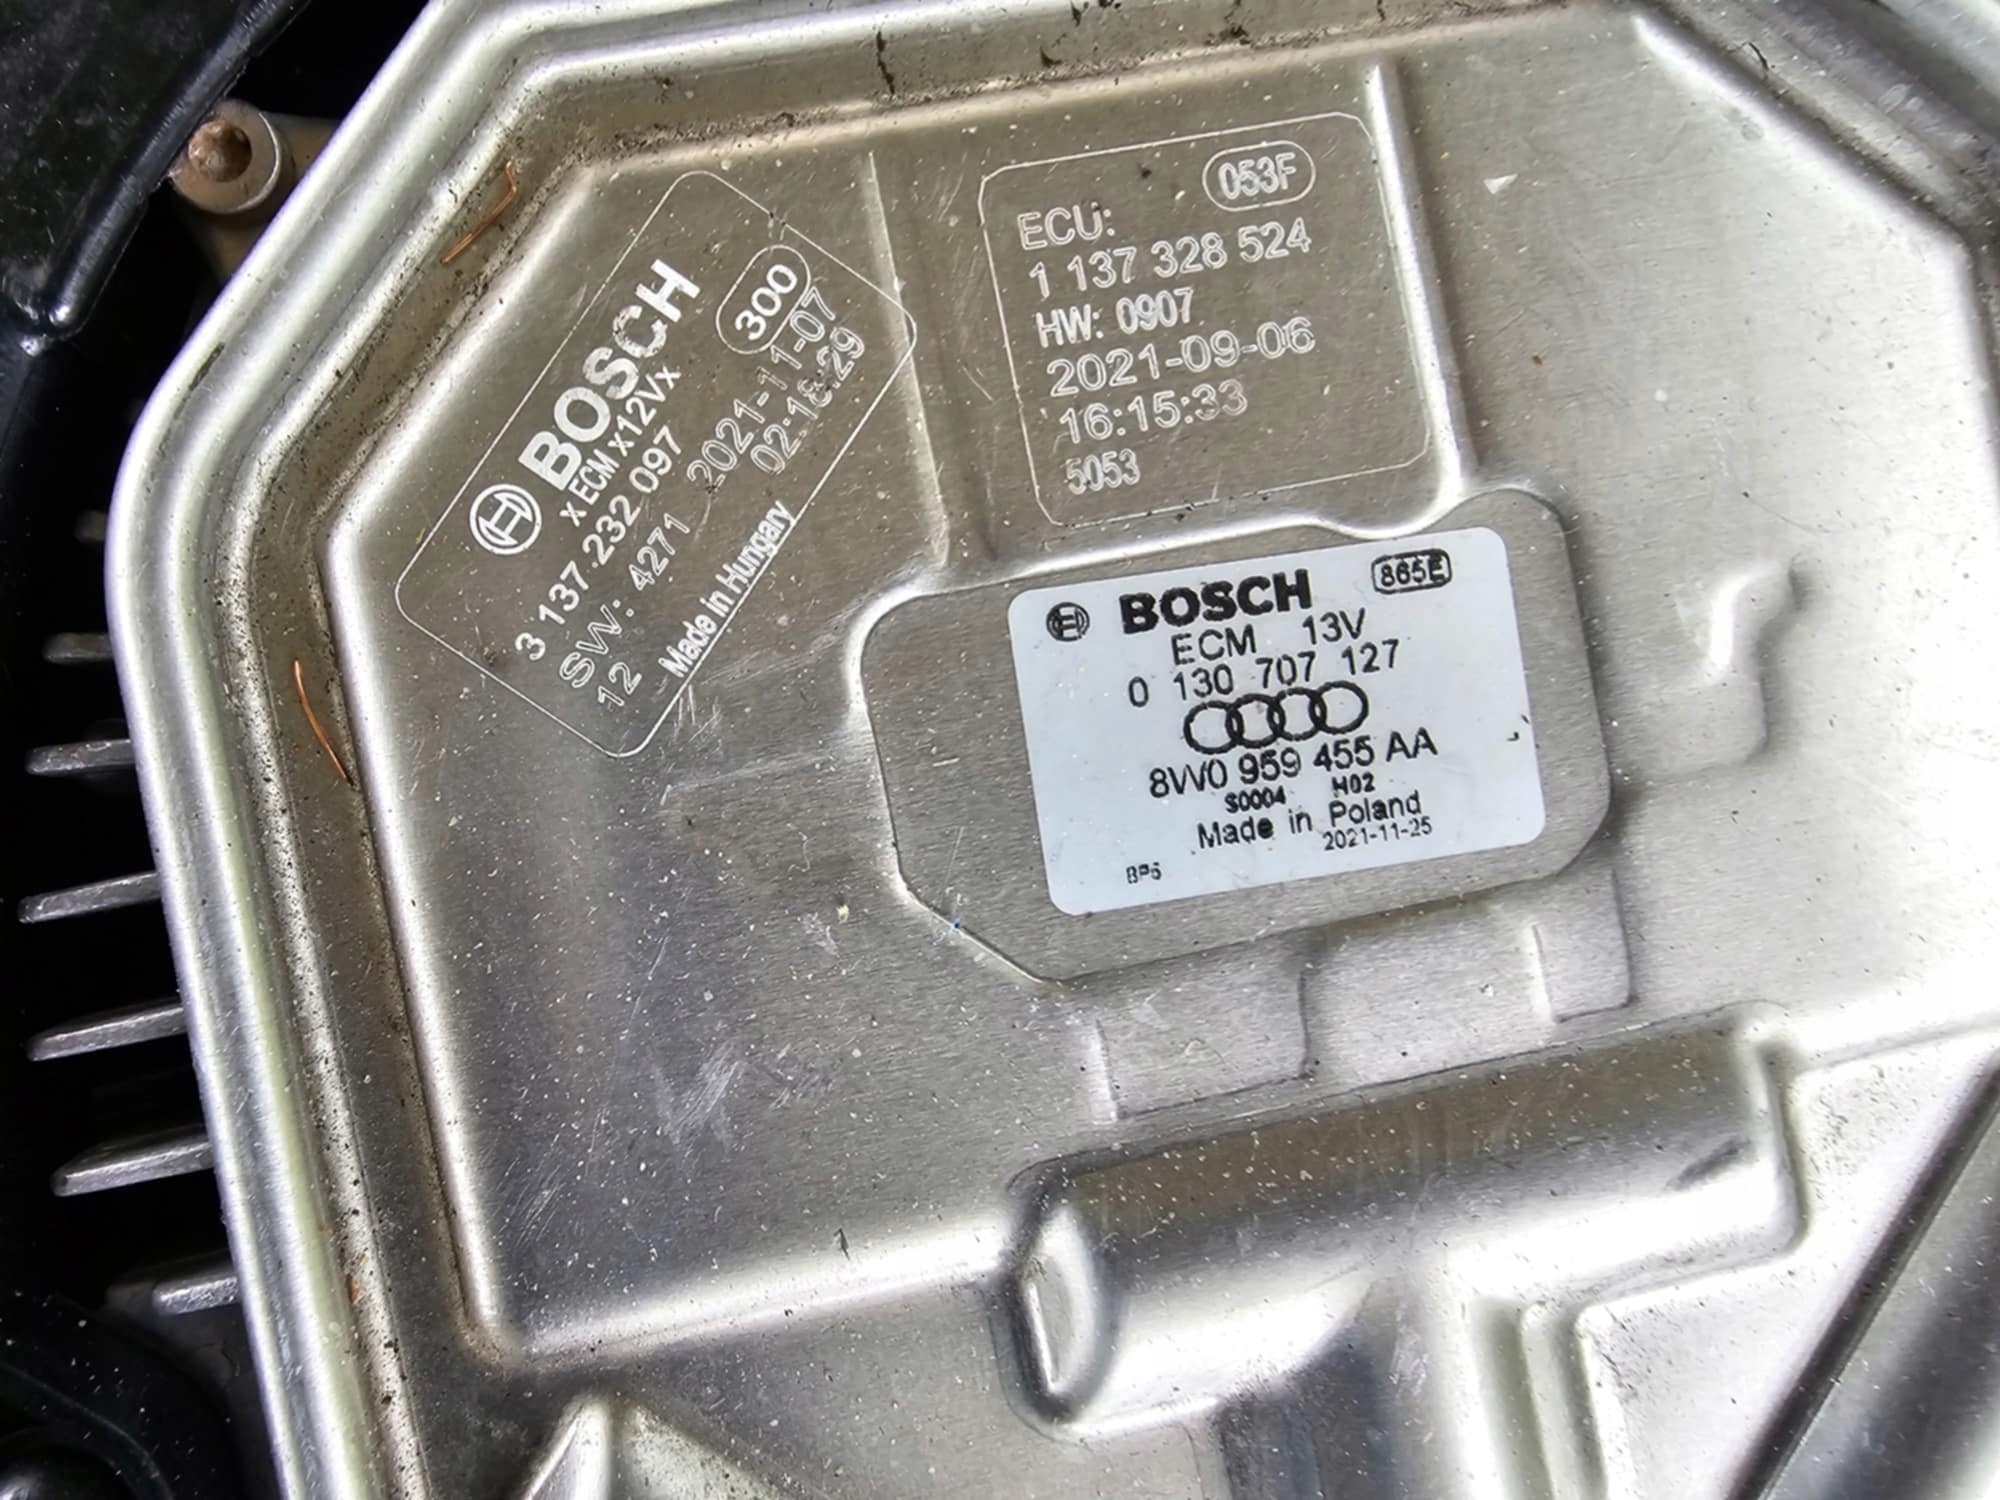 BOSCH
300
x ECM x12Vx
3 137.232.097
SW: 4271 2021-11-07
12 02:18:29
Made in Hungary
053F
ECU:
1 137 328 524
HW: 0907
2021-09-06
16:15:33
5053
BOSCH 865E
ECM 13V
0 130 707 127
8W0 959 455 AA
S0004 H02
Made in Poland
2021-11-25
BP6